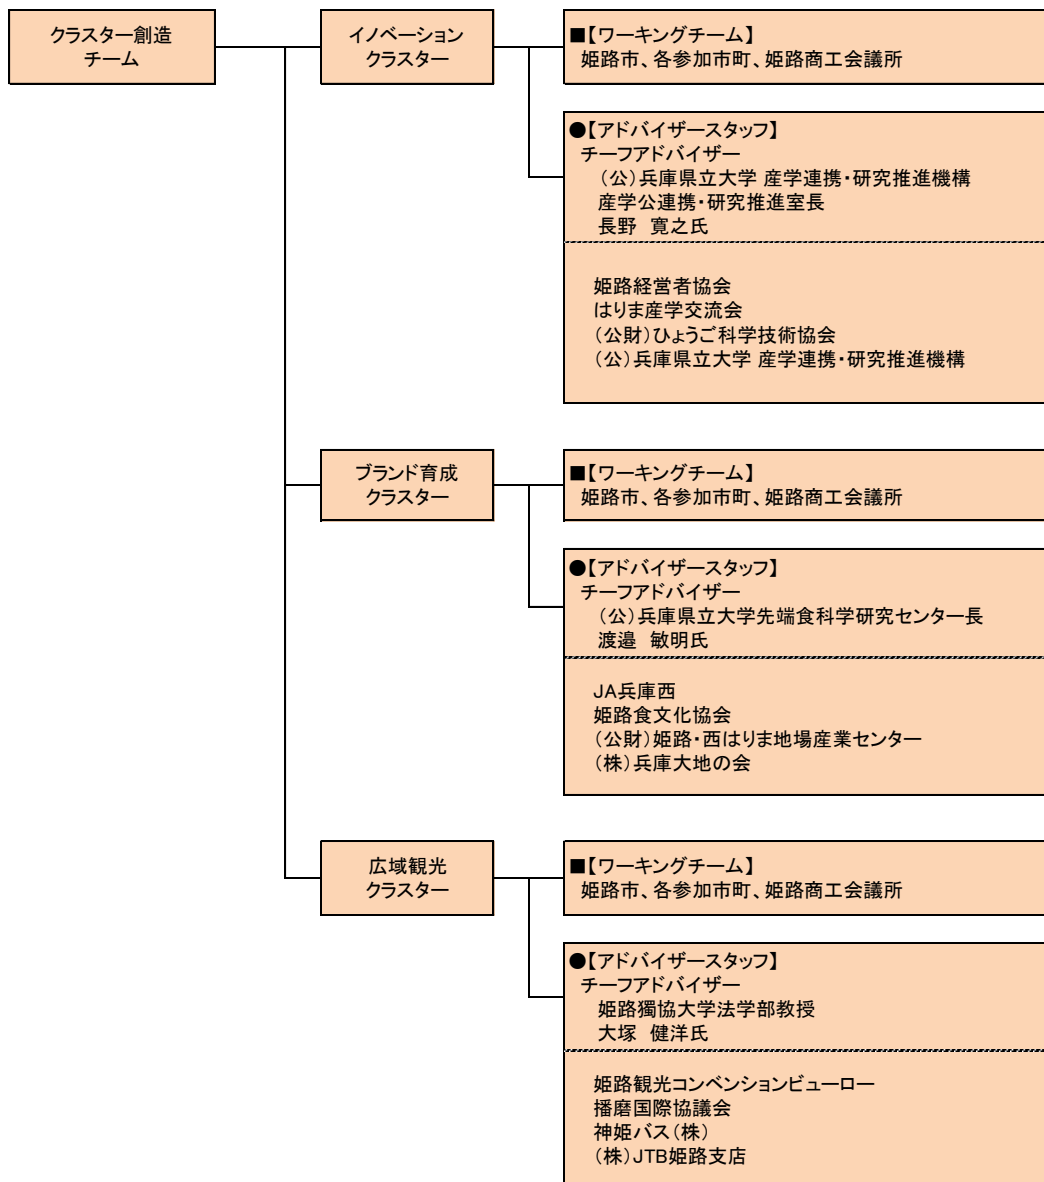 クラスター創造
チーム
イノベーション
クラスター
■【ワーキングチーム】
姫路市、各参加市町、姫路商工会議所
●【アドバイザースタッフ】
チーフアドバイザー
（公）兵庫県立大学 産学連携・研究推進機構
産学公連携・研究推進室長
長野　寛之氏
姫路経営者協会
はりま産学交流会
（公財）ひょうご科学技術協会
（公）兵庫県立大学 産学連携・研究推進機構
ブランド育成
クラスター
■【ワーキングチーム】
姫路市、各参加市町、姫路商工会議所
●【アドバイザースタッフ】
チーフアドバイザー
（公）兵庫県立大学先端食科学研究センター長
渡邉　敏明氏
JA兵庫西
姫路食文化協会
（公財）姫路・西はりま地場産業センター
（株）兵庫大地の会
広域観光
クラスター
■【ワーキングチーム】
姫路市、各参加市町、姫路商工会議所
●【アドバイザースタッフ】
チーフアドバイザー
姫路獨協大学法学部教授
大塚　健洋氏
姫路観光コンベンションビューロー
播磨国際協議会
神姫バス（株）
（株）JTB姫路支店